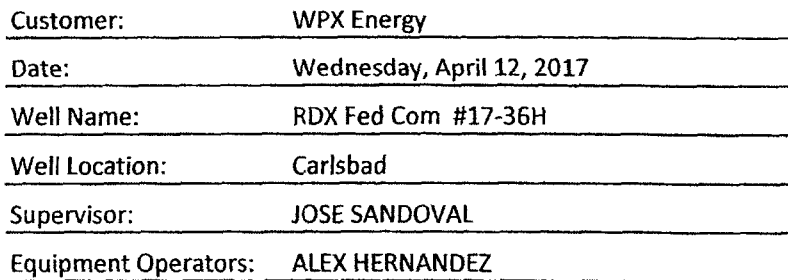 Customer: WPX Energy
Date: Wednesday, April 12, 2017
Well Name: RDX Fed Com #17-36H
Well Location: Carlsbad
Supervisor: JOSE SANDOVAL
Equipment Operators: ALEX HERNANDEZ